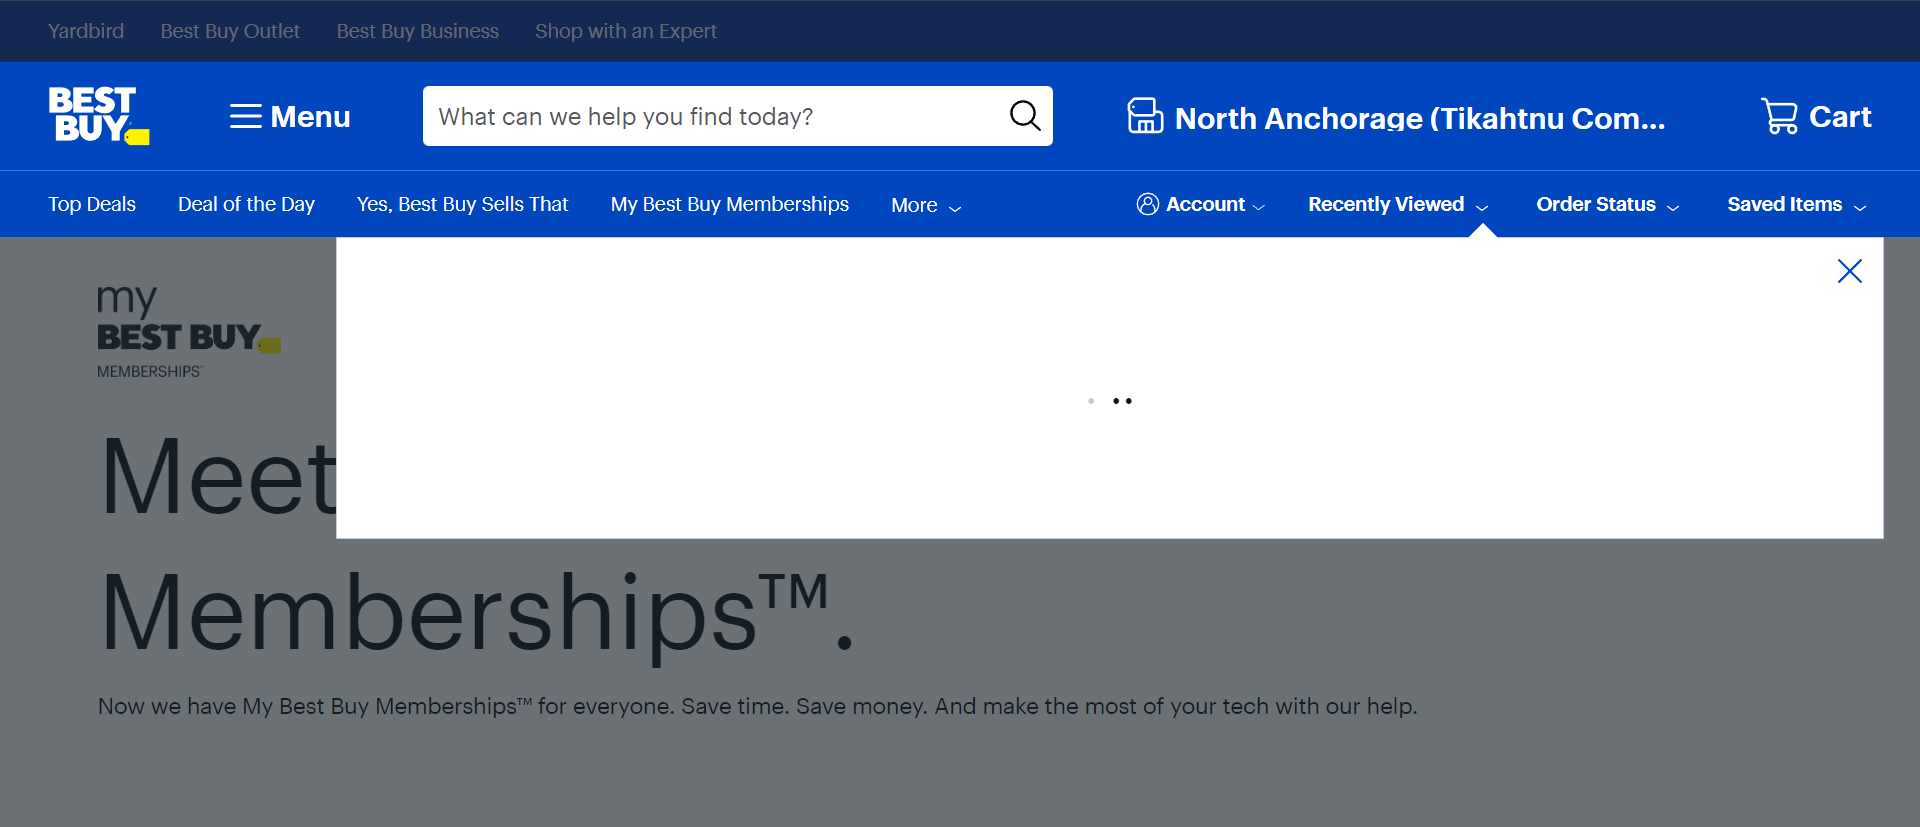 Yardbird Best Buy Outlet Best Buy Business Shop with an Expert
BEST
BUY
Menu
What can we help you find today?
North Anchorage (Tikahtnu Com...
Cart
Top Deals Deal of the Day Yes, Best Buy Sells That My Best Buy Memberships More Account Recently Viewed Order Status Saved Items
my
BEST BUY
MEMBERSHIPS™
Meet
Memberships™.
Now we have My Best Buy Memberships™ for everyone. Save time. Save money. And make the most of your tech with our help.